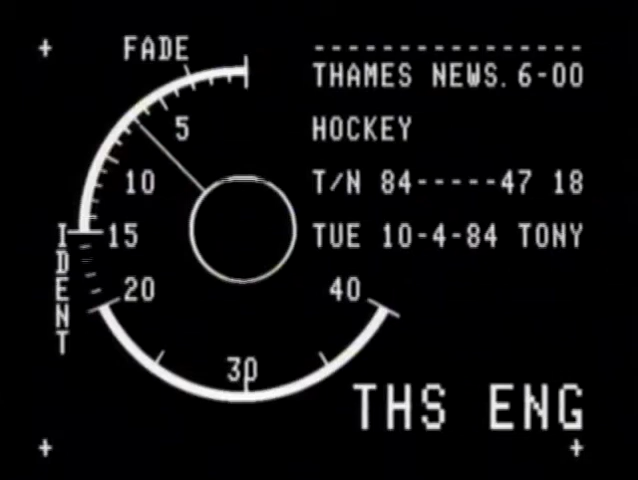 FADE
----------------
THAMES NEWS. 6-00
5
HOCKEY
10
T/N 84-----47 18
IDENT
15
TUE 10-4-84 TONY
20
40
30
THS ENG